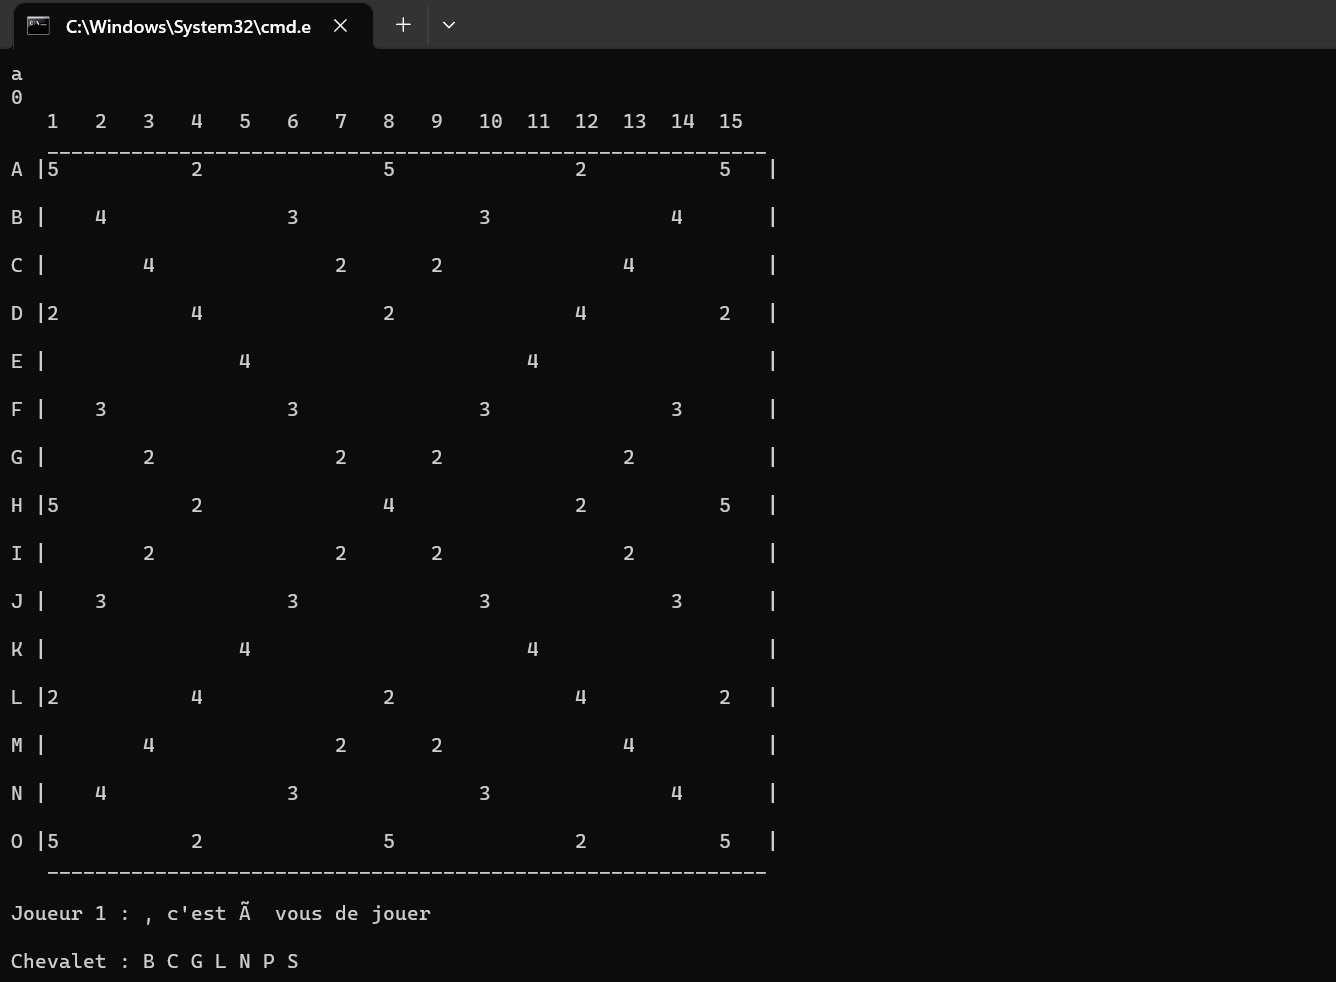 C:\Windows\System32\cmd.e
a
0
1 2 3 4 5 6 7 8 9 10 11 12 13 14 15
____________________________________________________________
A |5 2 5 2 5 |
B | 4 3 3 4 |
C | 4 2 2 4 |
D |2 4 2 4 2 |
E | 4 4 |
F | 3 3 3 3 |
G | 2 2 2 2 |
H |5 2 4 2 5 |
I | 2 2 2 2 |
J | 3 3 3 3 |
K | 4 4 |
L |2 4 2 4 2 |
M | 4 2 2 4 |
N | 4 3 3 4 |
O |5 2 5 2 5 |
____________________________________________________________
Joueur 1 : , c'est Ã  vous de jouer
Chevalet : B C G L N P S